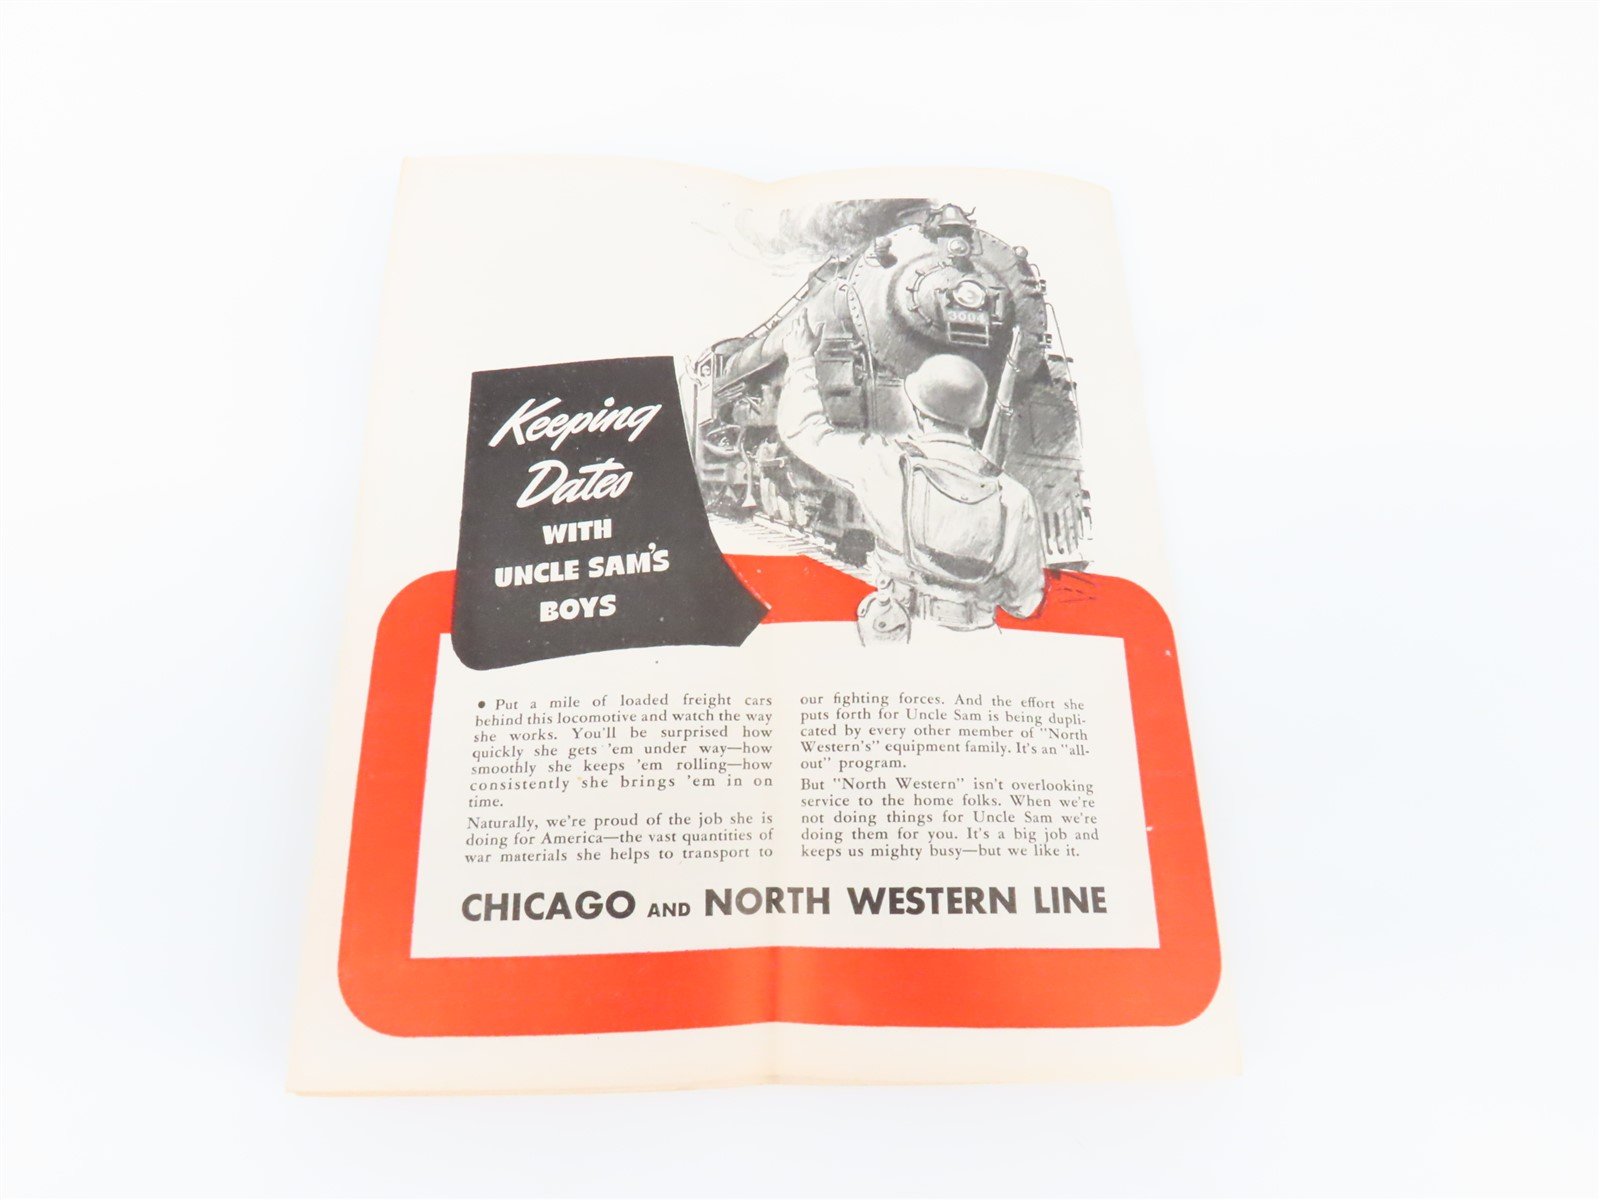 3004
Keeping
Dates
WITH
UNCLE SAM'S
BOYS
• Put a mile of loaded freight cars
behind this locomotive and watch the way
she works. You'll be surprised how
quickly she gets 'em under way—how
smoothly she keeps 'em rolling—how
consistently she brings 'em in on
time.
Naturally, we're proud of the job she is
doing for America—the vast quantities of
war materials she helps to transport to
our fighting forces. And the effort she
puts forth for Uncle Sam is being dupli-
cated by every other member of "North
Western's" equipment family. It's an "all-
out" program.
But "North Western" isn't overlooking
service to the home folks. When we're
not doing things for Uncle Sam we're
doing them for you. It's a big job and
keeps us mighty busy—but we like it.
CHICAGO AND NORTH WESTERN LINE